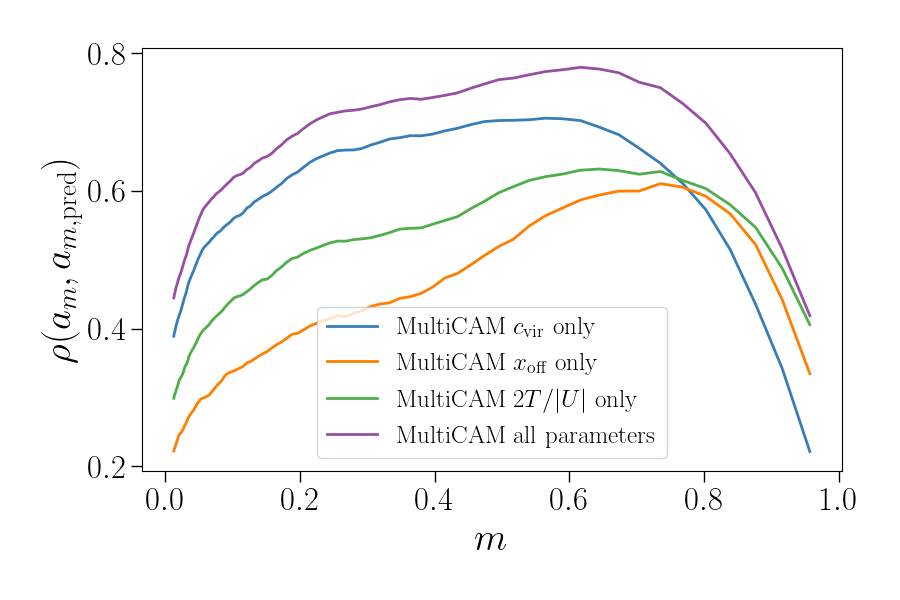 0.8
0.6
0.4
0.2
ρ(a_m, a_{m,pred})
MultiCAM c_vir only
MultiCAM x_off only
MultiCAM 2T/|U| only
MultiCAM all parameters
0.0 0.2 0.4 0.6 0.8 1.0
m